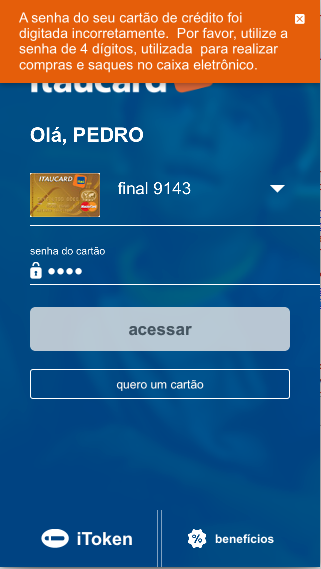 A senha do seu cartão de crédito foi
digitada incorretamente.  Por favor, utilize a
senha de 4 dígitos, utilizada  para realizar
compras e saques no caixa eletrônico.
itaucard
Olá, PEDRO
ITAUCARD
final 9143
senha do cartão
acessar
quero um cartão
iToken
benefícios